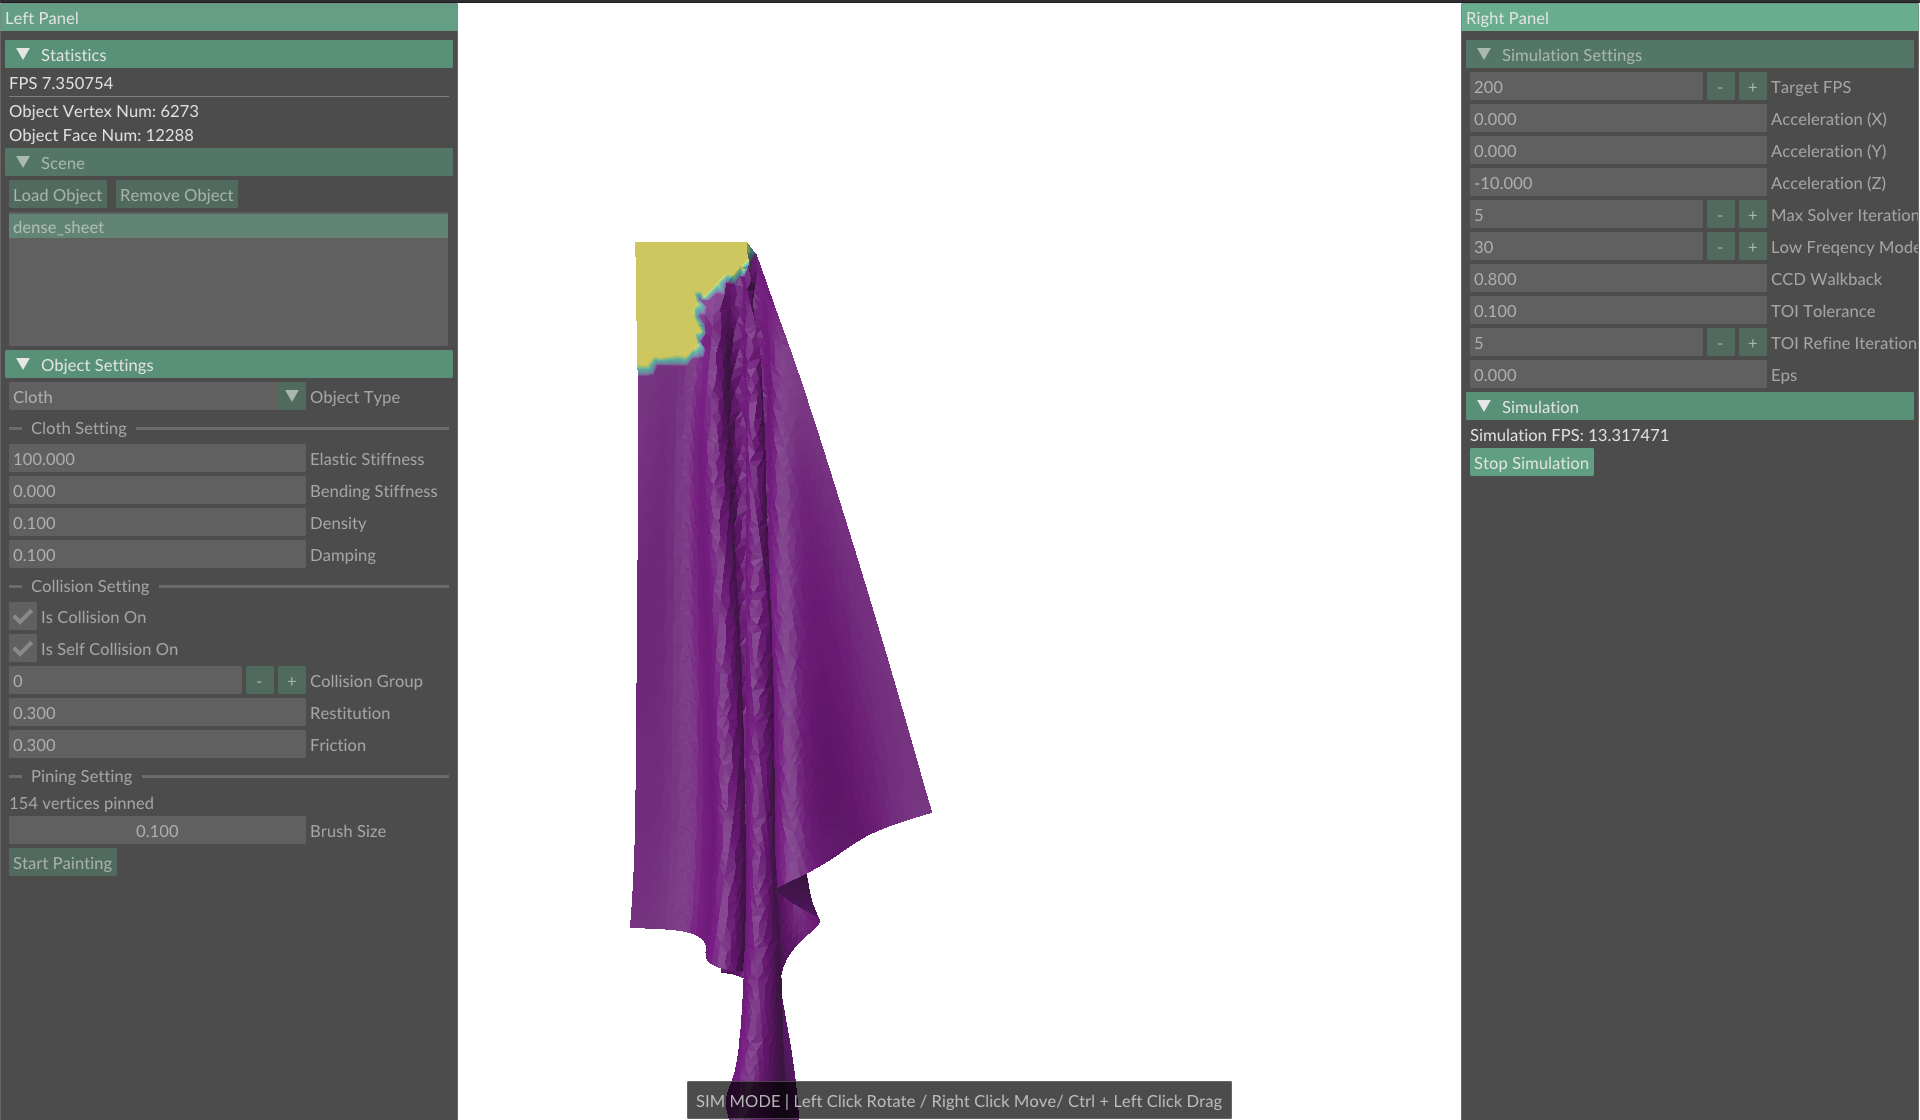 Left Panel
Statistics
FPS 7.350754
Object Vertex Num: 6273
Object Face Num: 12288
Scene
Load Object Remove Object
dense_sheet
Object Settings
Cloth Object Type
Cloth Setting
100.000 Elastic Stiffness
0.000 Bending Stiffness
0.100 Density
0.100 Damping
Collision Setting
Is Collision On
Is Self Collision On
0 - + Collision Group
0.300 Restitution
0.300 Friction
Pining Setting
154 vertices pinned
0.100 Brush Size
Start Painting
SIM MODE | Left Click Rotate / Right Click Move/ Ctrl + Left Click Drag
Right Panel
Simulation Settings
200 - + Target FPS
0.000 Acceleration (X)
0.000 Acceleration (Y)
-10.000 Acceleration (Z)
5 - + Max Solver Iteration
30 - + Low Freqency Mode
0.800 CCD Walkback
0.100 TOI Tolerance
5 - + TOI Refine Iteration
0.000 Eps
Simulation
Simulation FPS: 13.317471
Stop Simulation